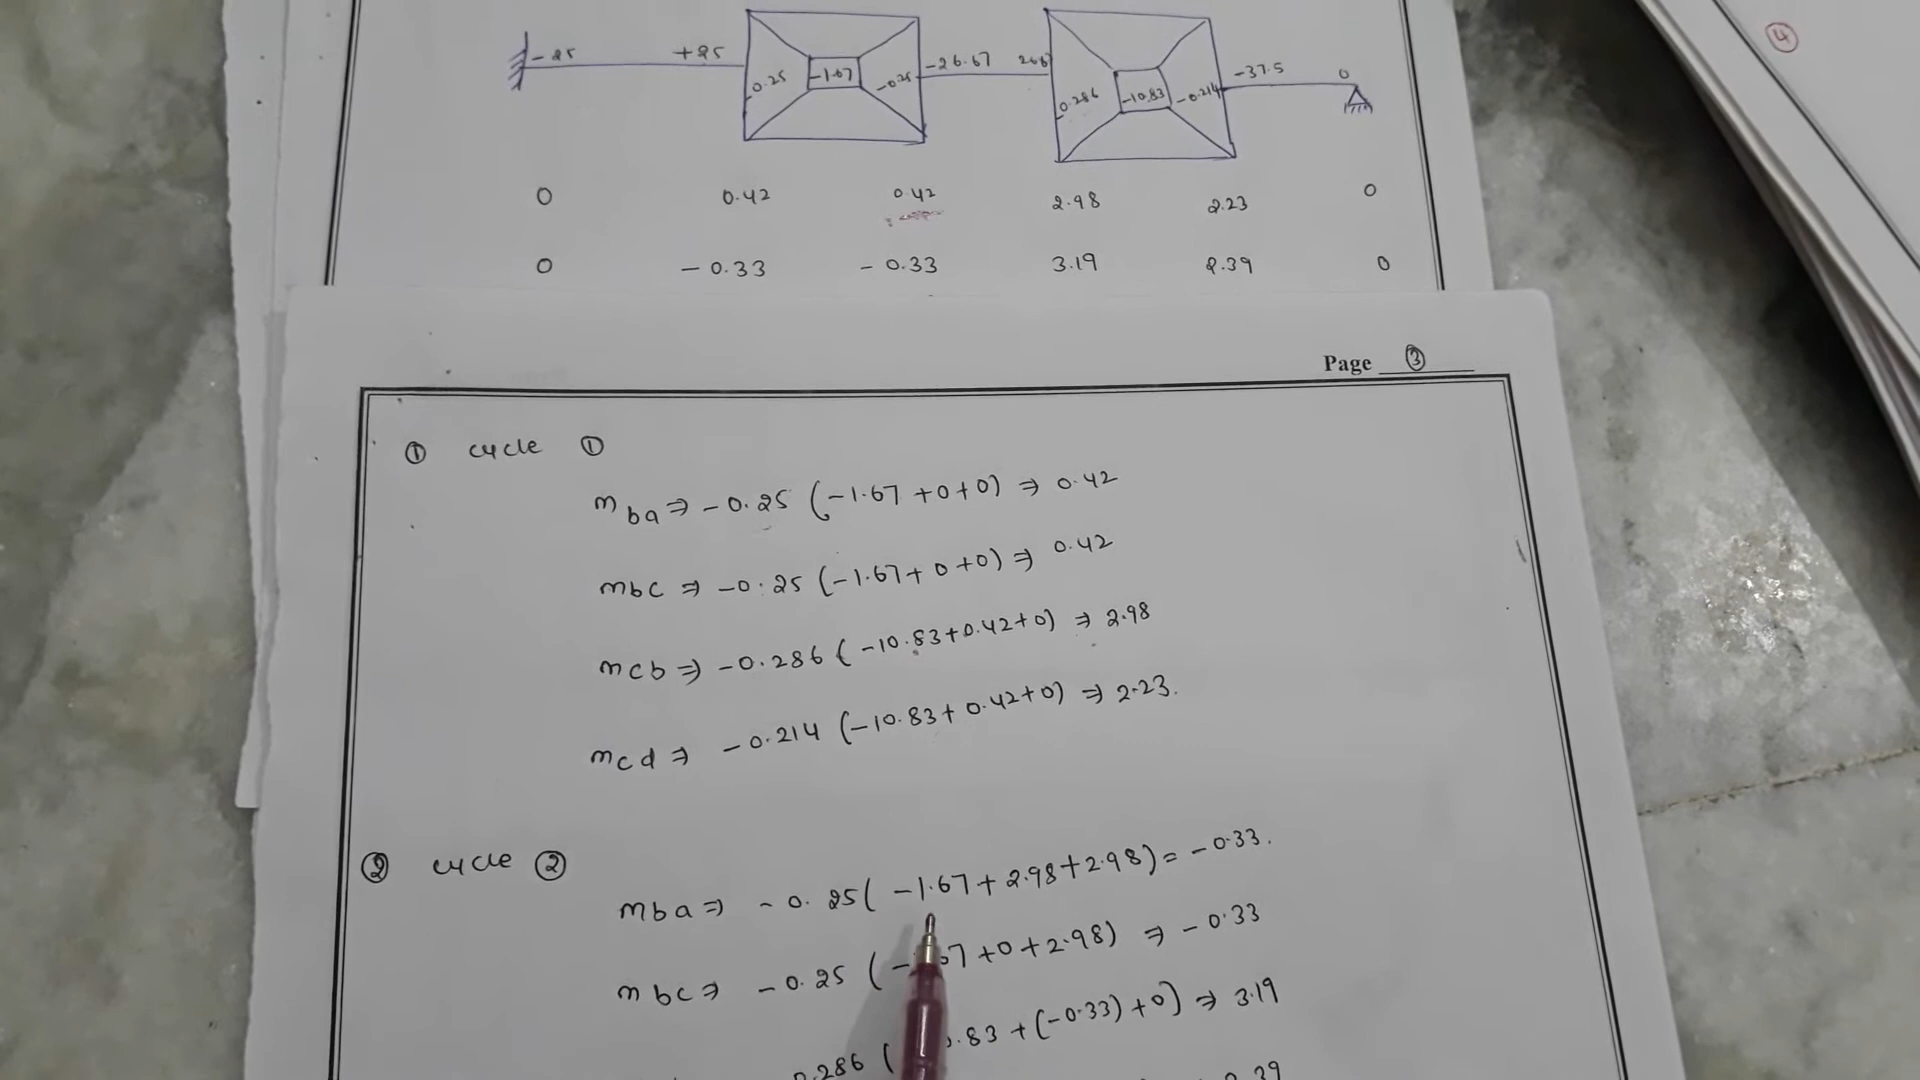 ④
-25 +25 -0.25 -1.67 -0.25 -26.67 266 0.286 -10.83 -0.214 -37.5 0
0 0.42 0.42 2.98 2.23 0
0 -0.33 -0.33 3.19 2.39 0
Page ③
① cycle ①
mba ⇒ -0.25 (-1.67 +0+0) ⇒ 0.42
mbc ⇒ -0.25 (-1.67+0+0) ⇒ 0.42
mcb ⇒ -0.286 (-10.83+0.42+0) ⇒ 2.98
mcd ⇒ -0.214 (-10.83+0.42+0) ⇒ 2.23.
② cycle ②
mba ⇒ -0.25( -1.67+2.98+2.98) = -0.33.
mbc ⇒ -0.25 (- 67 +0+2.98) ⇒ -0.33
0.286 ( .83 +(-0.33)+0) ⇒ 3.19